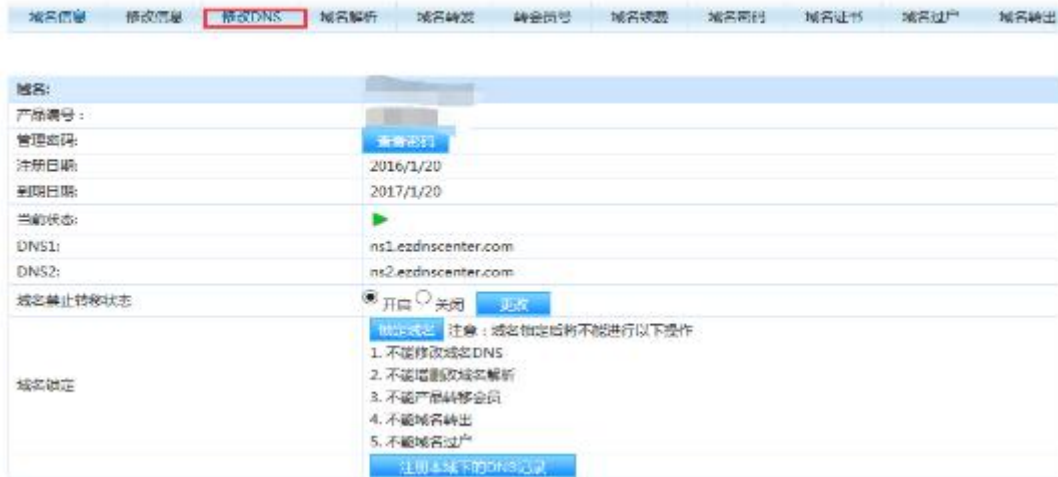 域名信息 修改信息 修改DNS 域名解析 域名转发 转会员号 域名续费 域名密码 域名证书 域名过户 域名转出
域名:
产品编号：
管理密码: 查看密码
注册日期: 2016/1/20
到期日期: 2017/1/20
当前状态:
DNS1: ns1.ezdnscenter.com
DNS2: ns2.ezdnscenter.com
域名禁止转移状态 开启 关闭 更改
锁定域名 注意：域名锁定后将不能进行以下操作
1. 不能修改域名DNS
2. 不能增删改域名解析
域名锁定
3. 不能产品转移会员
4. 不能域名转出
5. 不能域名过户
注册本域下的DNS记录